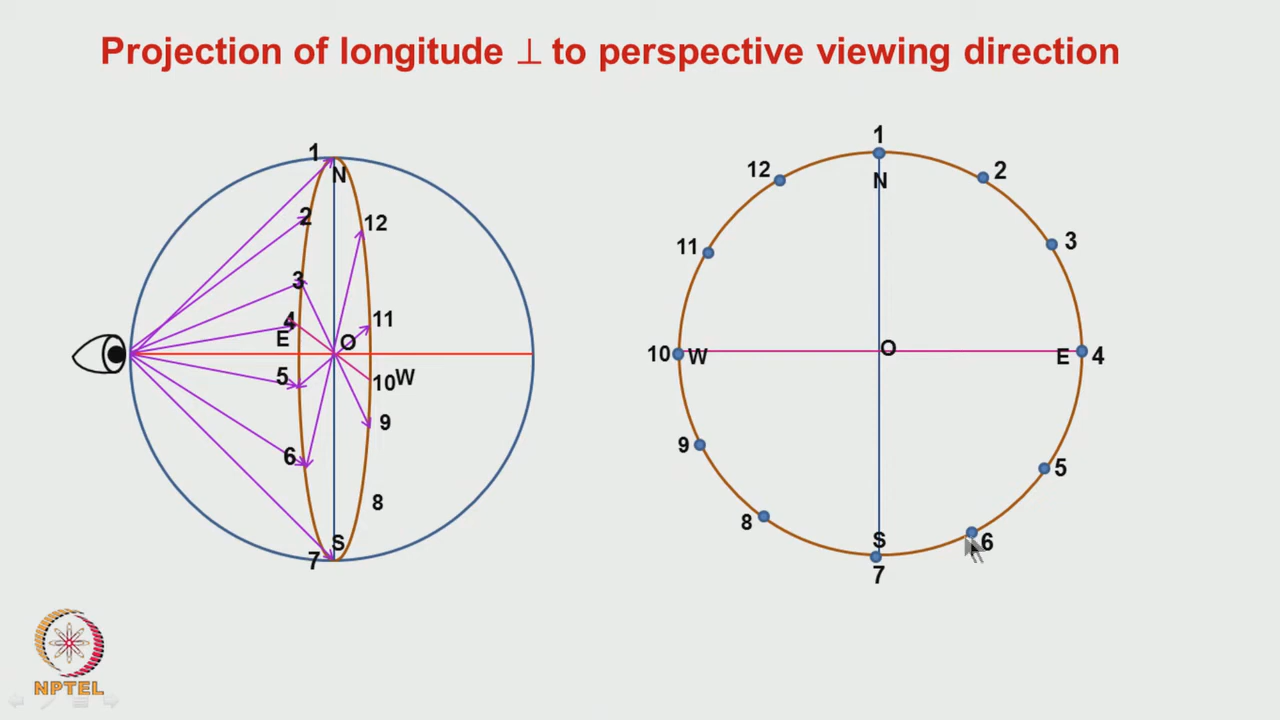 Projection of longitude ⊥ to perspective viewing direction
1
N
2
12
3
4
11
E
O
5
10
W
9
6
8
S
7
1
12
N
2
11
3
10
W
O
E
4
9
5
8
S
6
7
NPTEL